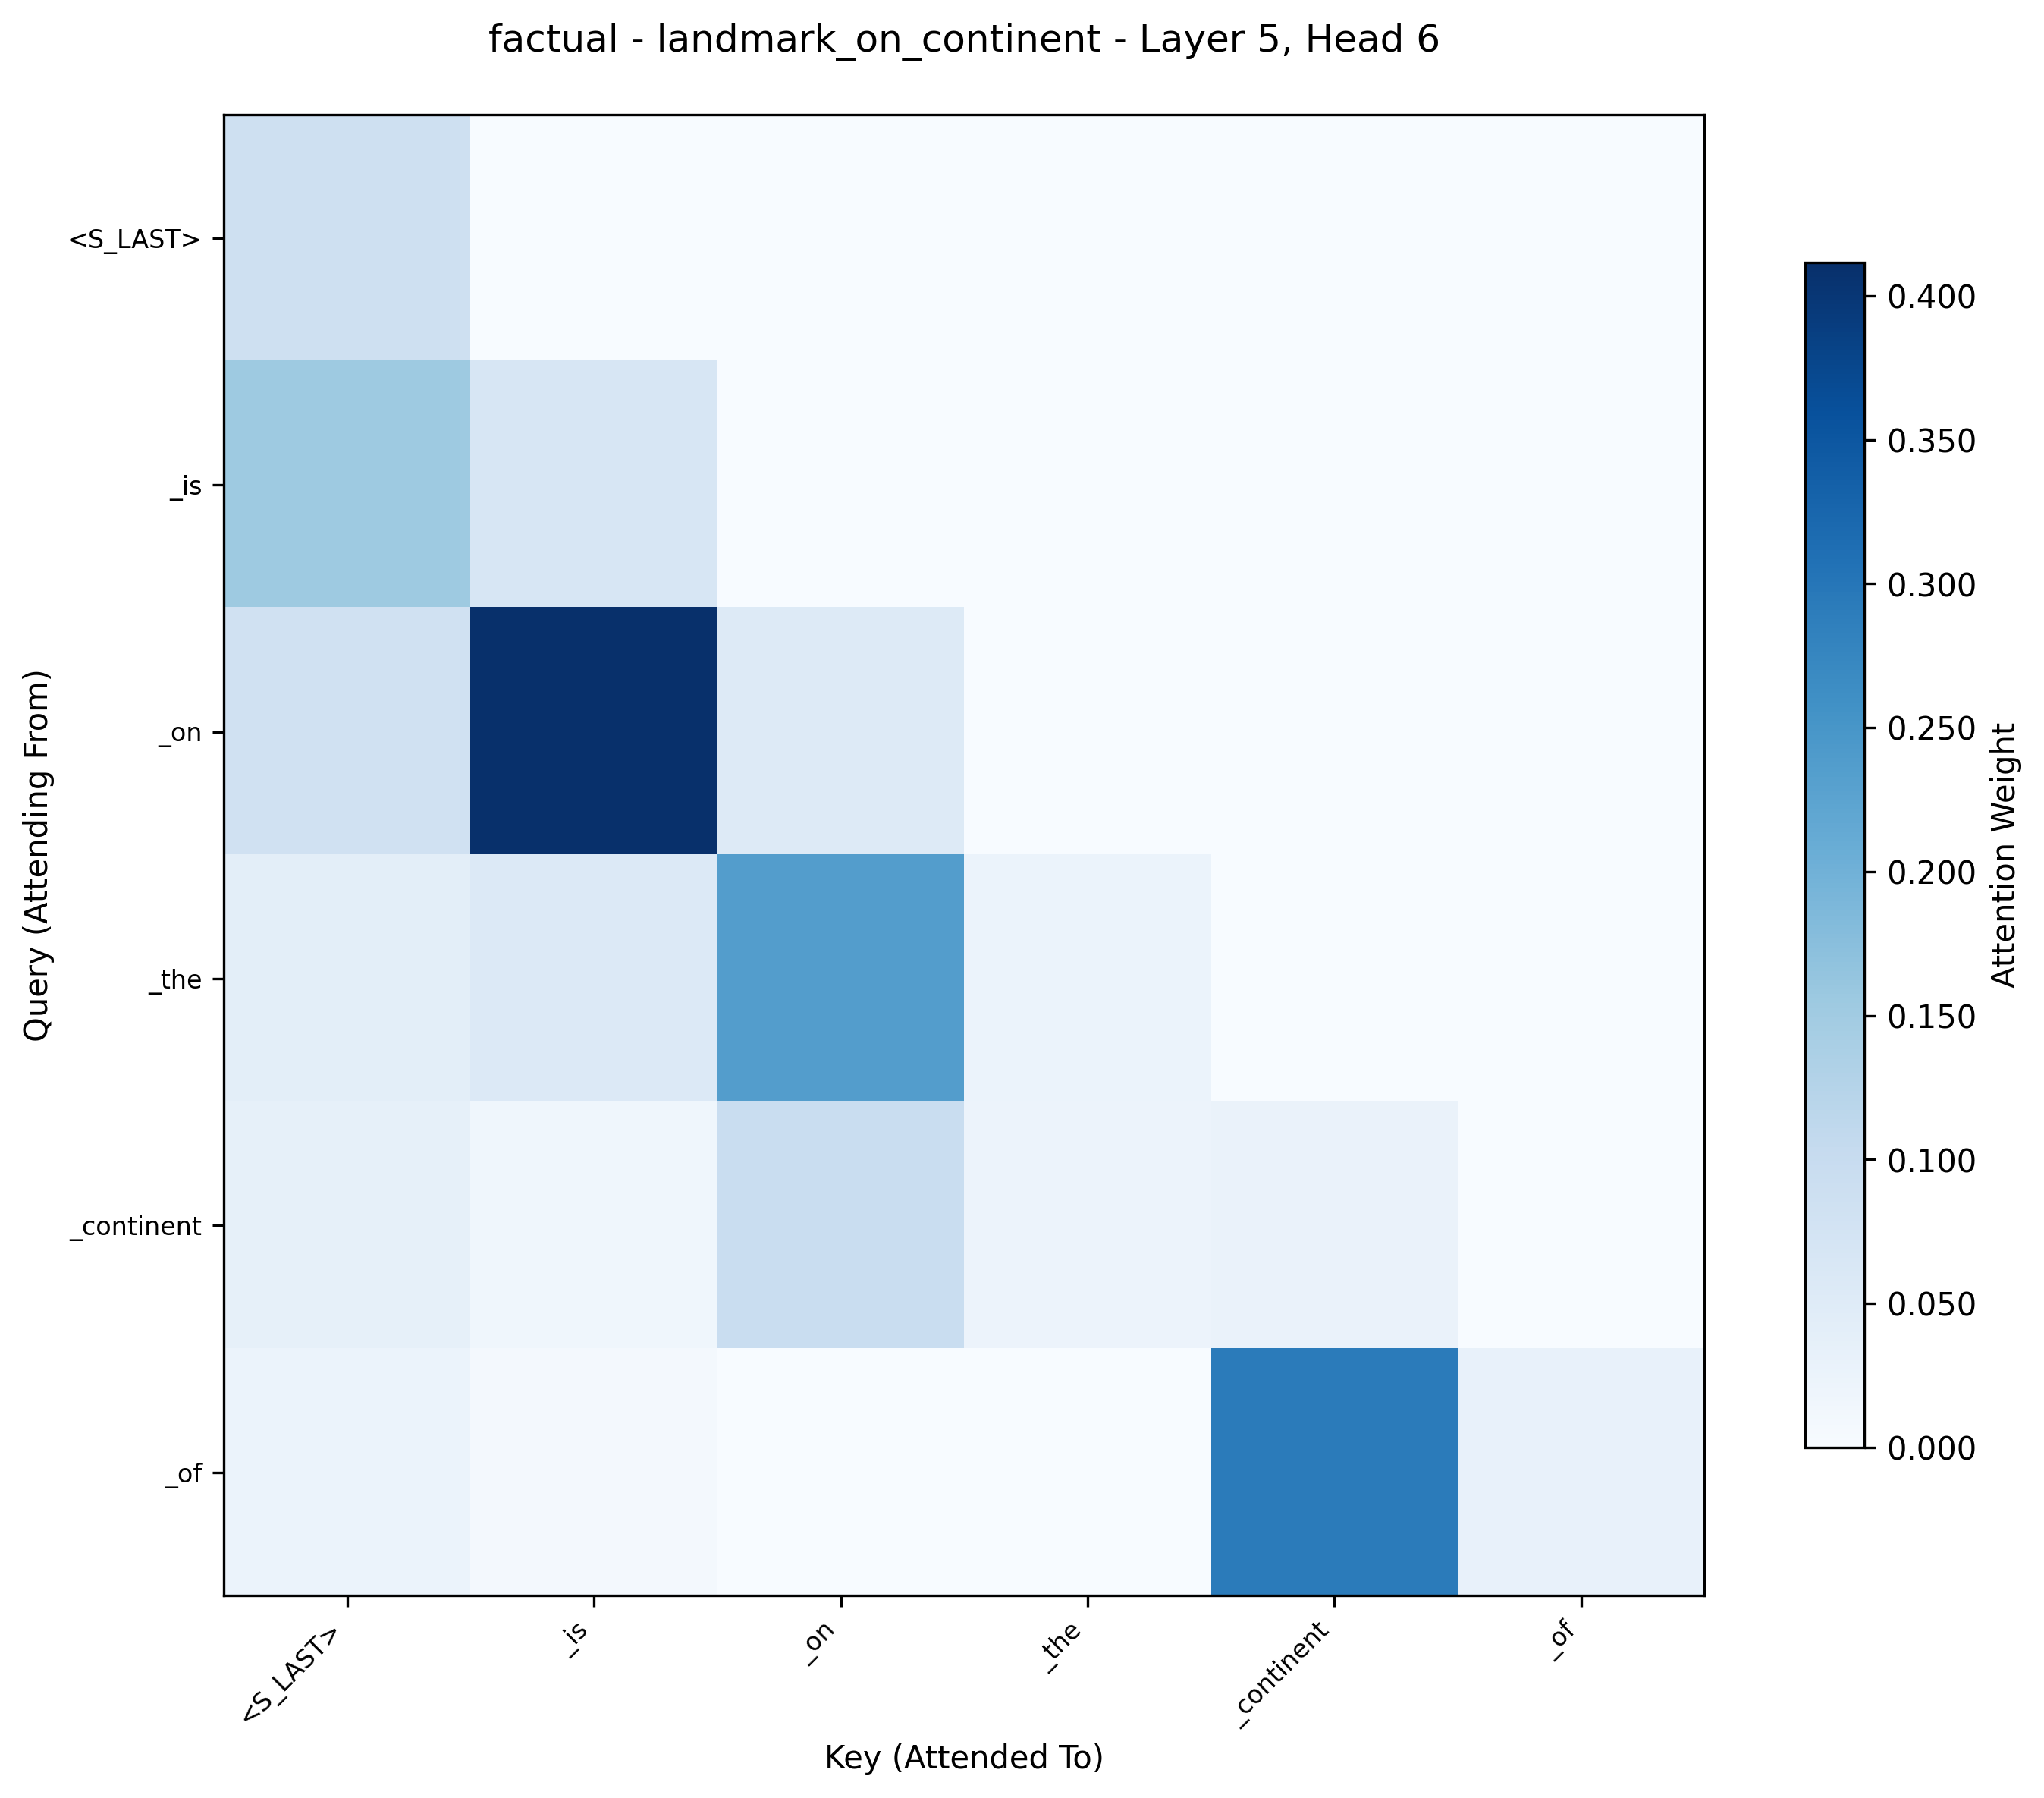 factual - landmark_on_continent - Layer 5, Head 6
Query (Attending From)
<S_LAST>
_is
_on
_the
_continent
_of
<S_LAST>
_is
_on
_the
_continent
_of
Key (Attended To)
0.400
0.350
0.300
0.250
0.200
0.150
0.100
0.050
0.000
Attention Weight